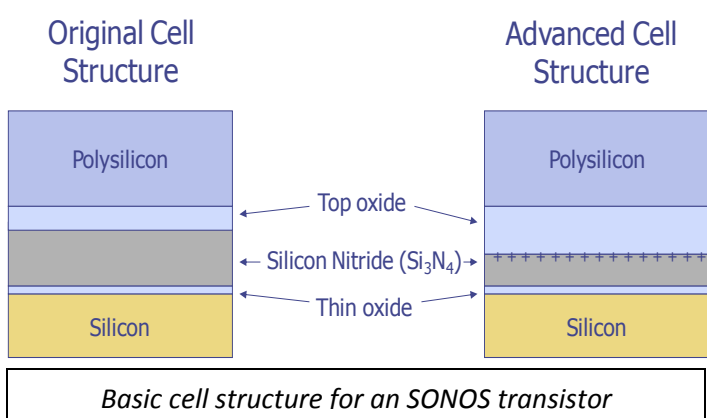 Original Cell
Structure
Advanced Cell
Structure
Polysilicon
Polysilicon
Top oxide
Silicon Nitride (Si₃N₄)
+ + + + + + + + + + + + + + +
Thin oxide
Silicon
Silicon
Basic cell structure for an SONOS transistor